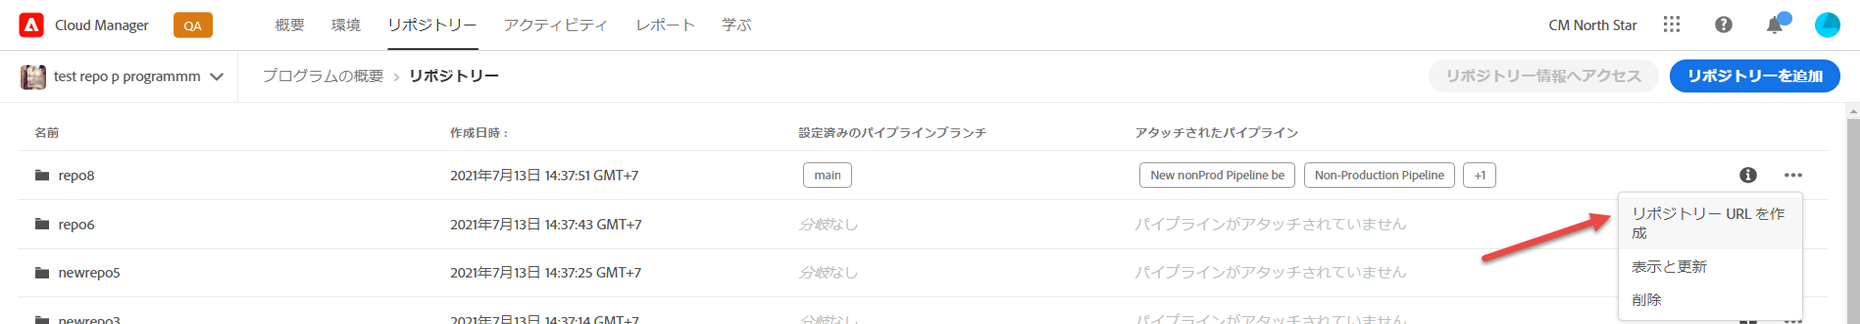 Cloud Manager QA 概要 環境 リポジトリー アクティビティ レポート 学ぶ CM North Star
test repo p programmm プログラムの概要 > リポジトリー リポジトリー情報へアクセス リポジトリーを追加
名前 作成日時 : 設定済みのパイプラインブランチ アタッチされたパイプライン
repo8 2021年7月13日 14:37:51 GMT+7 main New nonProd Pipeline be Non-Production Pipeline +1
リポジトリー URL を作
成
表示と更新
削除
repo6 2021年7月13日 14:37:43 GMT+7 分岐なし パイプラインがアタッチされていません
newrepo5 2021年7月13日 14:37:25 GMT+7 分岐なし パイプラインがアタッチされていません
newrepo3 2021年7月13日 14:37:14 GMT+7 分岐なし パイプラインがアタッチされていません